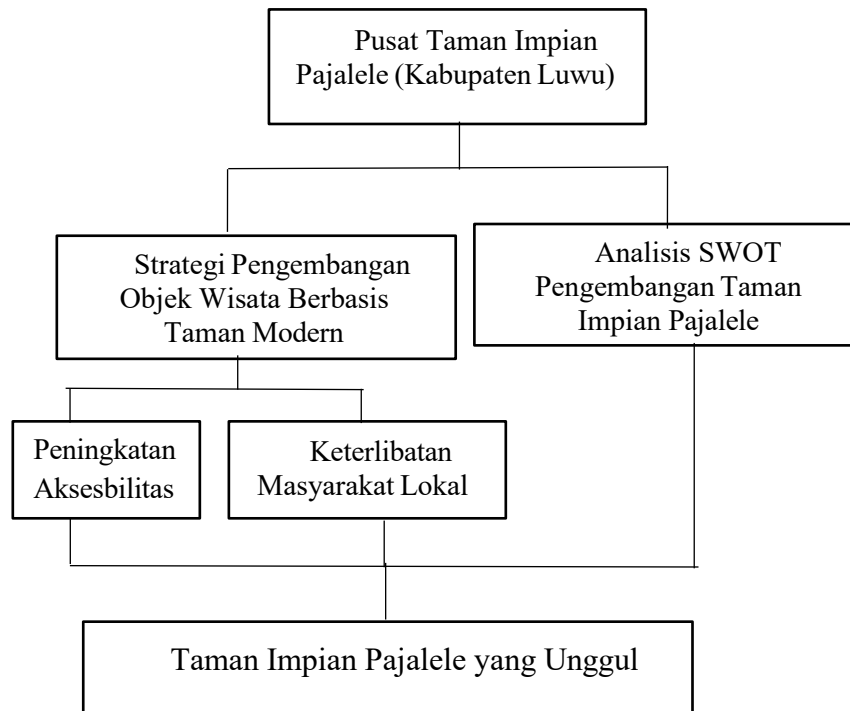 Pusat Taman Impian
Pajalele (Kabupaten Luwu)
Strategi Pengembangan
Objek Wisata Berbasis
Taman Modern
Analisis SWOT
Pengembangan Taman
Impian Pajalele
Peningkatan
Aksesbilitas
Keterlibatan
Masyarakat Lokal
Taman Impian Pajalele yang Unggul